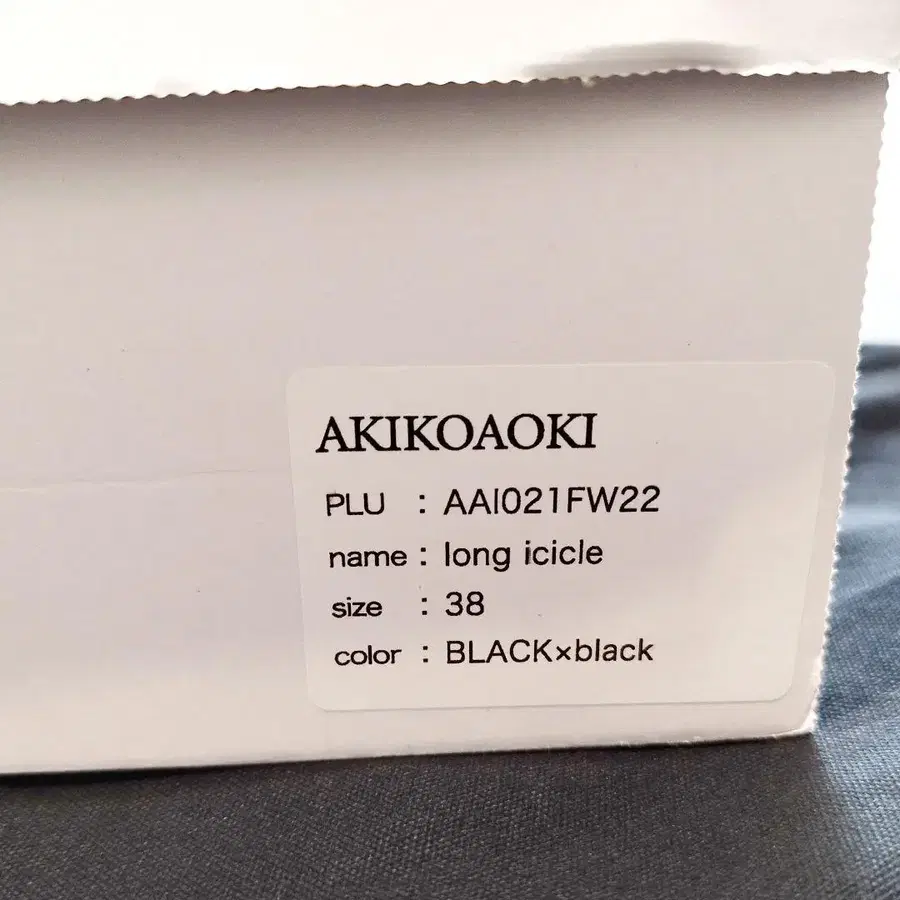 AKIKOAOKI
PLU : AAI021FW22
name : long icicle
size : 38
color : BLACK×black